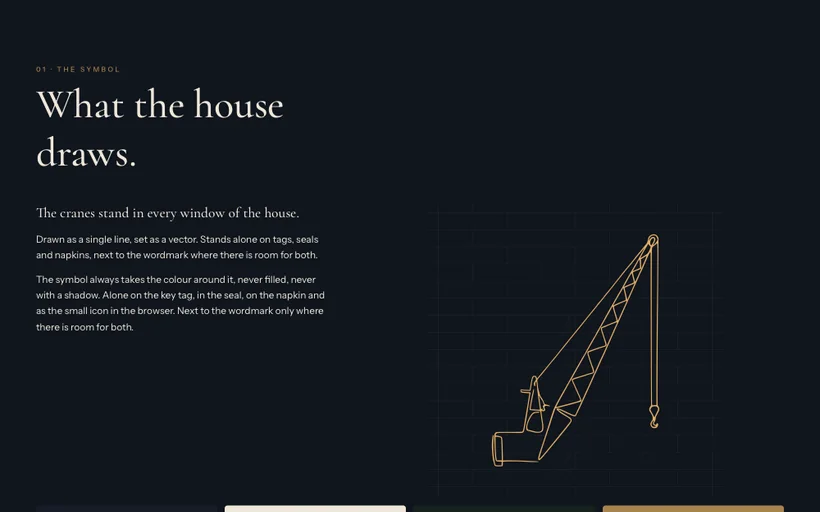 01 · THE SYMBOL
What the house
draws.
The cranes stand in every window of the house.
Drawn as a single line, set as a vector. Stands alone on tags, seals
and napkins, next to the wordmark where there is room for both.
The symbol always takes the colour around it, never filled, never
with a shadow. Alone on the key tag, in the seal, on the napkin and
as the small icon in the browser. Next to the wordmark only where
there is room for both.